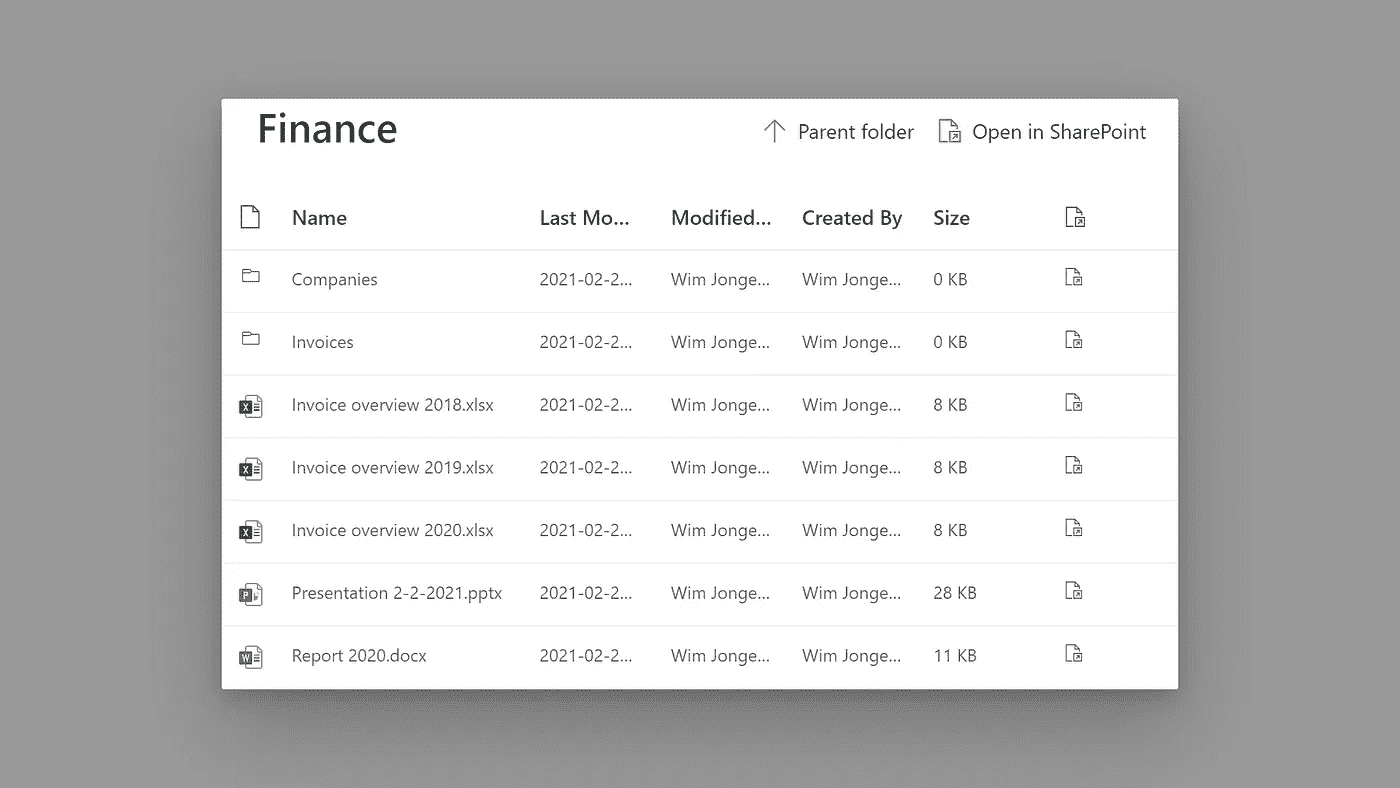 Finance Parent folder Open in SharePoint
Name Last Mo... Modified... Created By Size
Companies 2021-02-2... Wim Jonge... Wim Jonge... 0 KB
Invoices 2021-02-2... Wim Jonge... Wim Jonge... 0 KB
Invoice overview 2018.xlsx 2021-02-2... Wim Jonge... Wim Jonge... 8 KB
Invoice overview 2019.xlsx 2021-02-2... Wim Jonge... Wim Jonge... 8 KB
Invoice overview 2020.xlsx 2021-02-2... Wim Jonge... Wim Jonge... 8 KB
Presentation 2-2-2021.pptx 2021-02-2... Wim Jonge... Wim Jonge... 28 KB
Report 2020.docx 2021-02-2... Wim Jonge... Wim Jonge... 11 KB